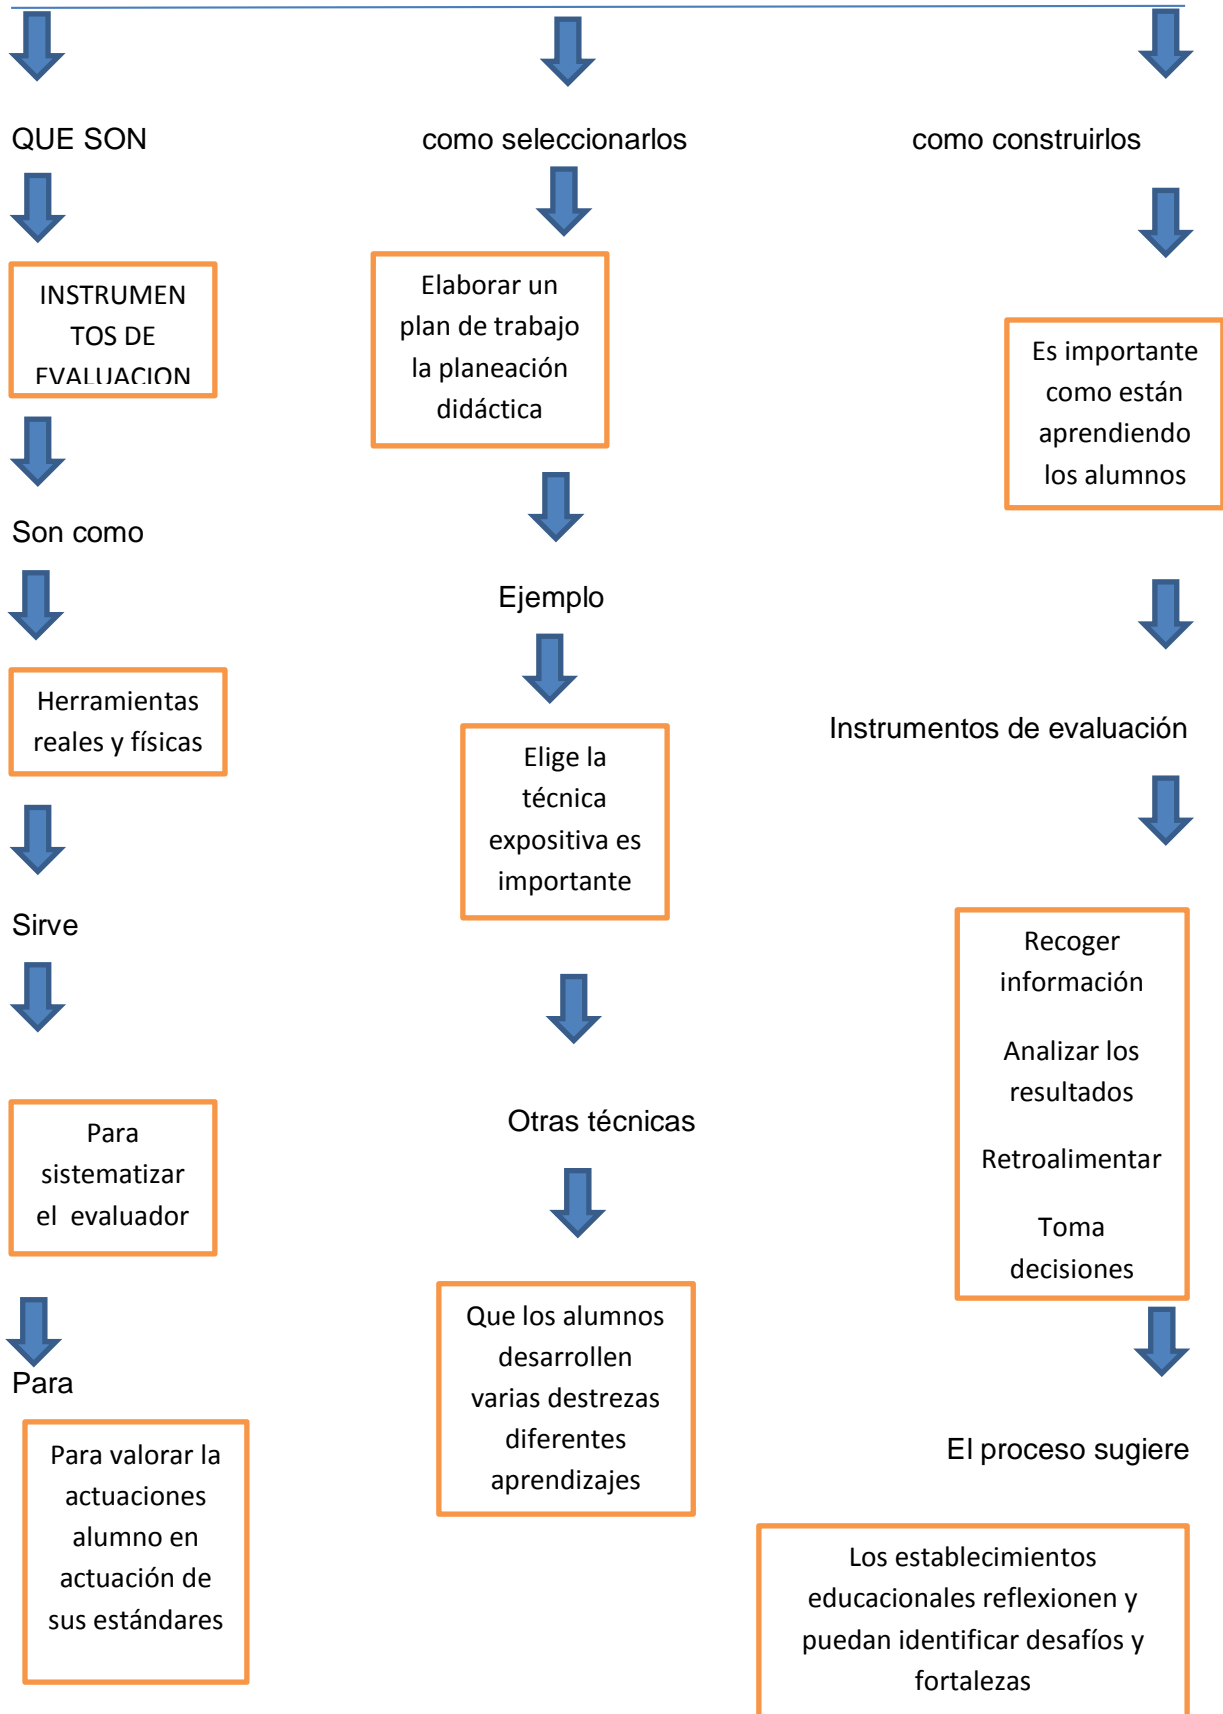 QUE SON
INSTRUMEN
TOS DE
EVALUACION
Son como
Herramientas
reales y físicas
Sirve
Para
sistematizar
el evaluador
Para
Para valorar la
actuaciones
alumno en
actuación de
sus estándares
como seleccionarlos
Elaborar un
plan de trabajo
la planeación
didáctica
Ejemplo
Elige la
técnica
expositiva es
importante
Otras técnicas
Que los alumnos
desarrollen
varias destrezas
diferentes
aprendizajes
como construirlos
Es importante
como están
aprendiendo
los alumnos
Instrumentos de evaluación
Recoger
información
Analizar los
resultados
Retroalimentar
Toma
decisiones
El proceso sugiere
Los establecimientos
educacionales reflexionen y
puedan identificar desafíos y
fortalezas